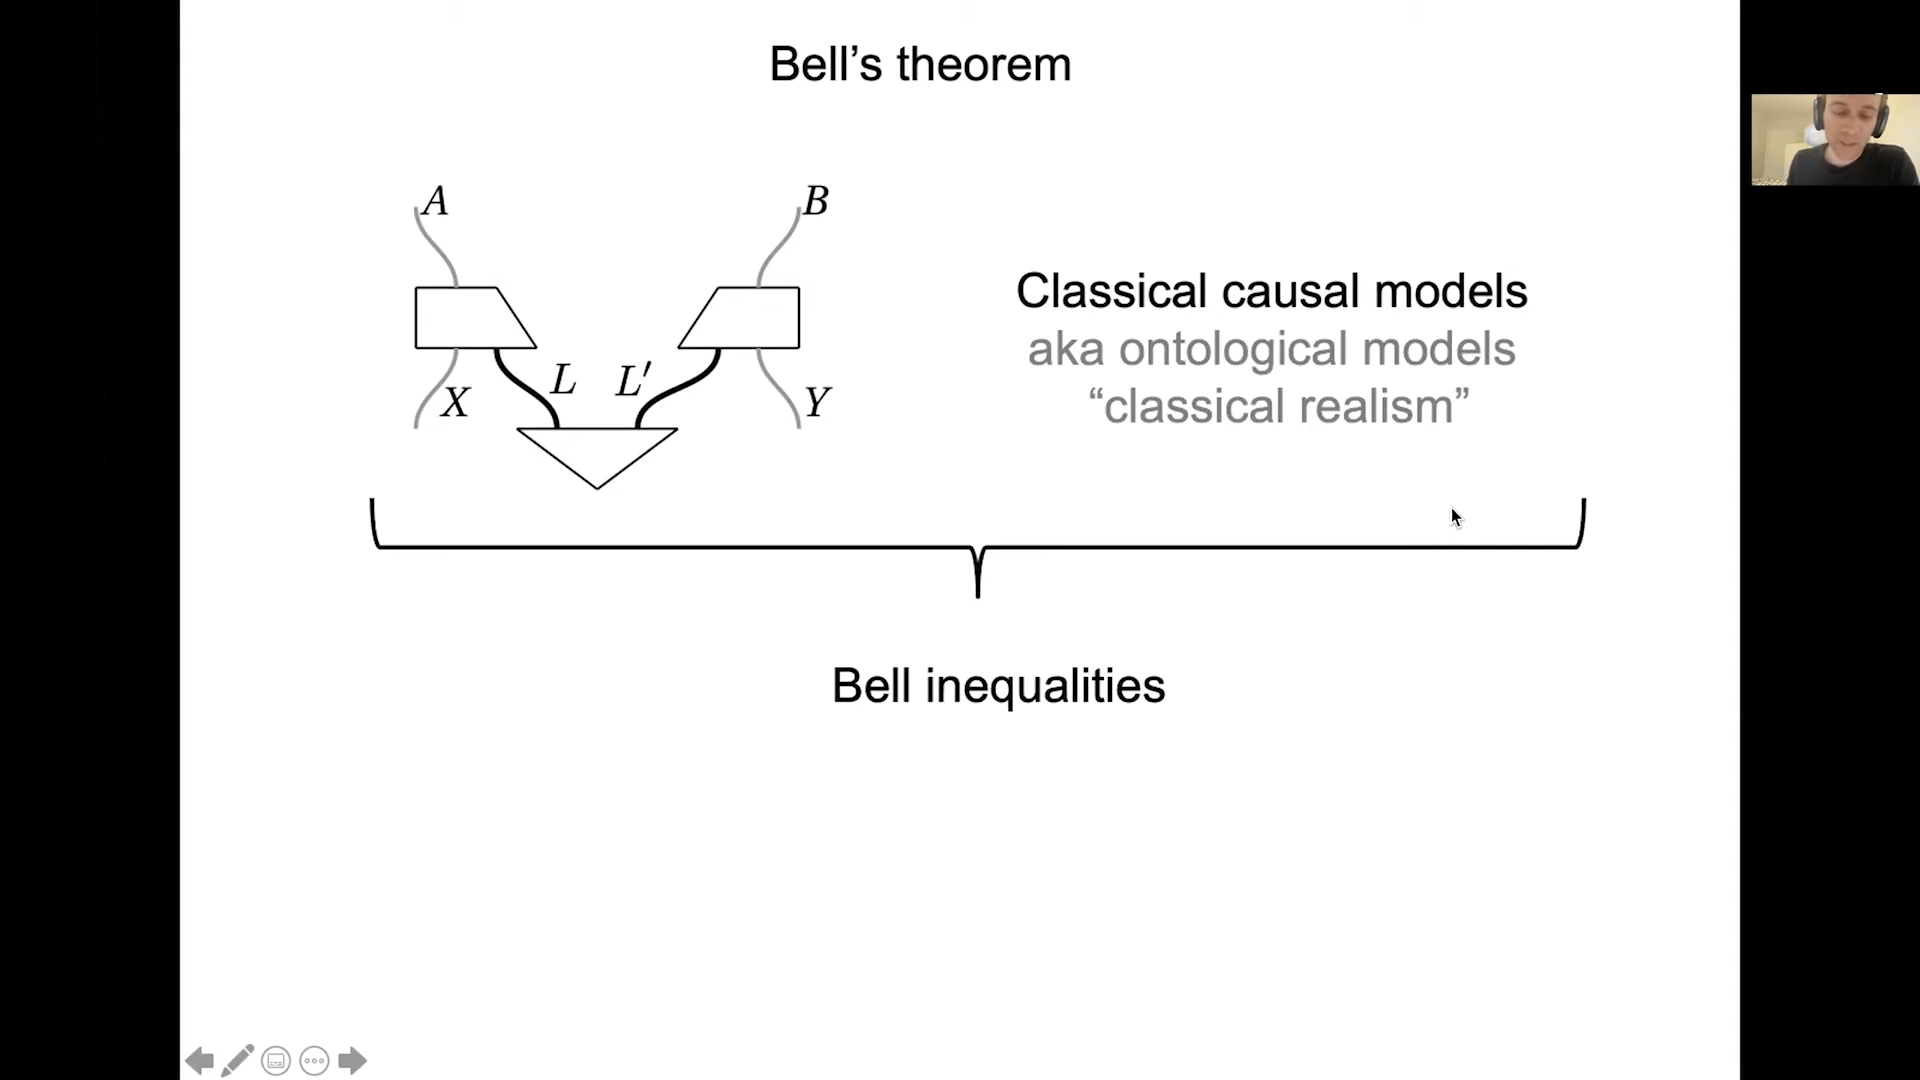 Bell’s theorem
A
B
Classical causal models
aka ontological models
“classical realism”
L
L′
X
Y
Bell inequalities